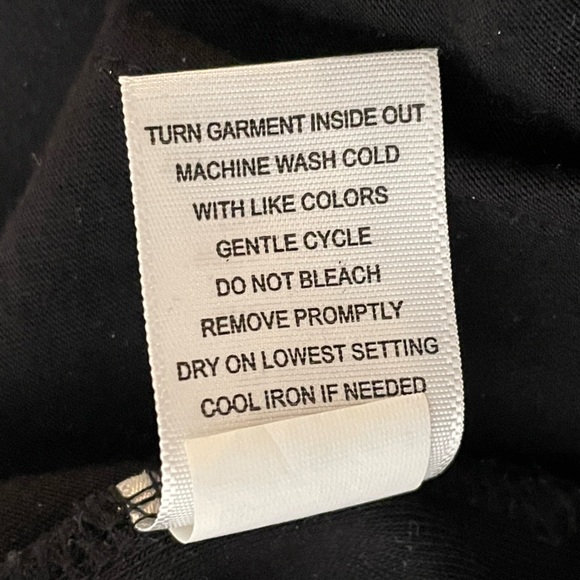 TURN GARMENT INSIDE OUT
MACHINE WASH COLD
WITH LIKE COLORS
GENTLE CYCLE
DO NOT BLEACH
REMOVE PROMPTLY
DRY ON LOWEST SETTING
COOL IRON IF NEEDED